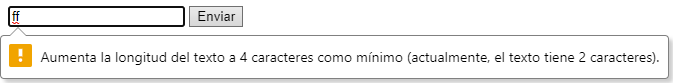 ff Enviar
! Aumenta la longitud del texto a 4 caracteres como mínimo (actualmente, el texto tiene 2 caracteres).